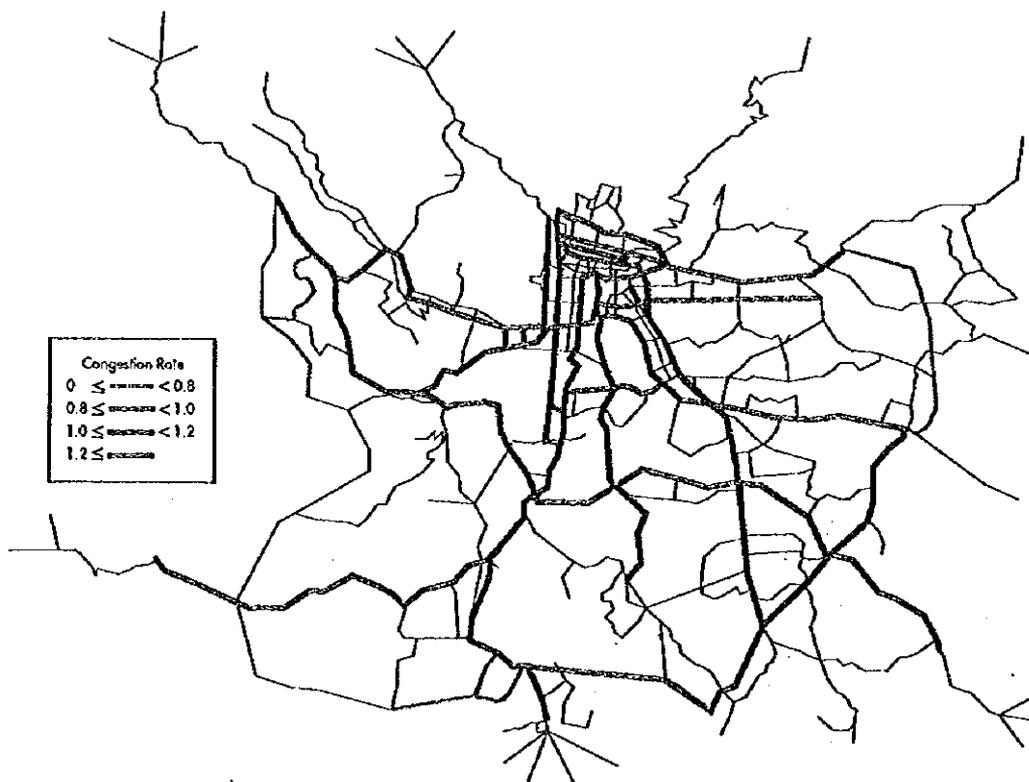 Congestion Rate
0 ≤ < 0.8
0.8 ≤ < 1.0
1.0 ≤ < 1.2
1.2 ≤